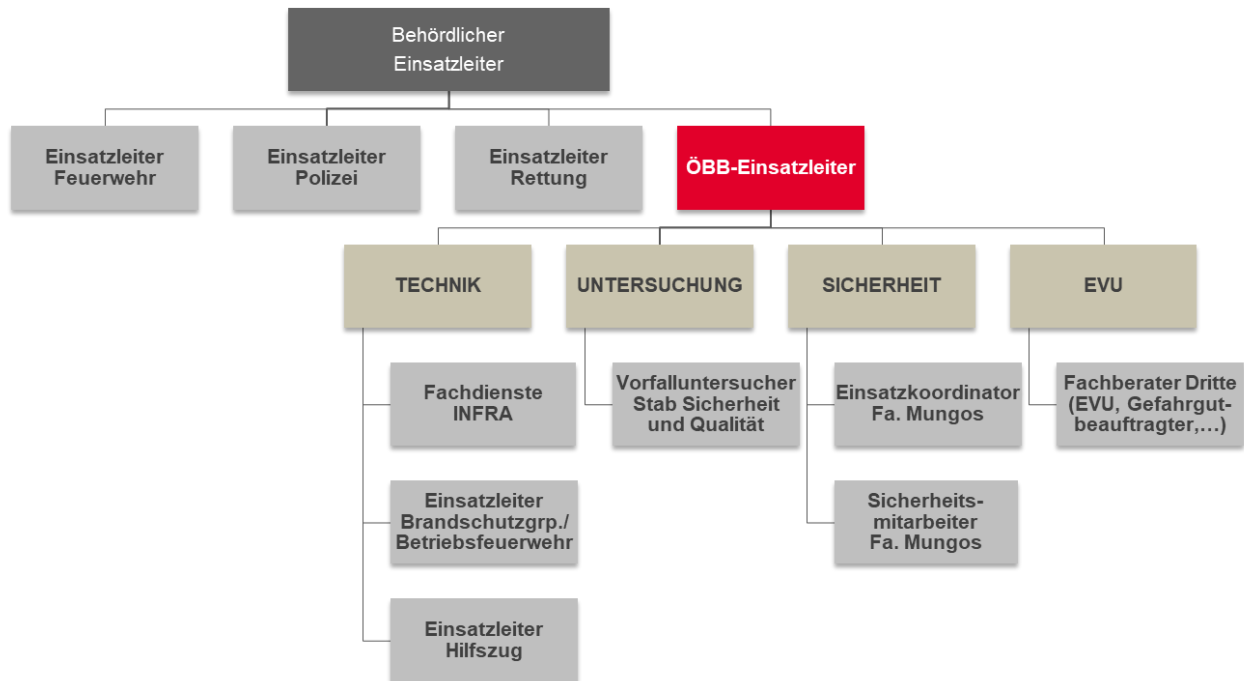 Behördlicher
Einsatzleiter
Einsatzleiter
Feuerwehr
Einsatzleiter
Polizei
Einsatzleiter
Rettung
ÖBB-Einsatzleiter
TECHNIK
UNTERSUCHUNG
SICHERHEIT
EVU
Fachdienste
INFRA
Vorfalluntersucher
Stab Sicherheit
und Qualität
Einsatzkoordinator
Fa. Mungos
Fachberater Dritte
(EVU, Gefahrgut-
beauftragter,…)
Einsatzleiter
Brandschutzgrp./
Betriebsfeuerwehr
Sicherheits-
mitarbeiter
Fa. Mungos
Einsatzleiter
Hilfszug